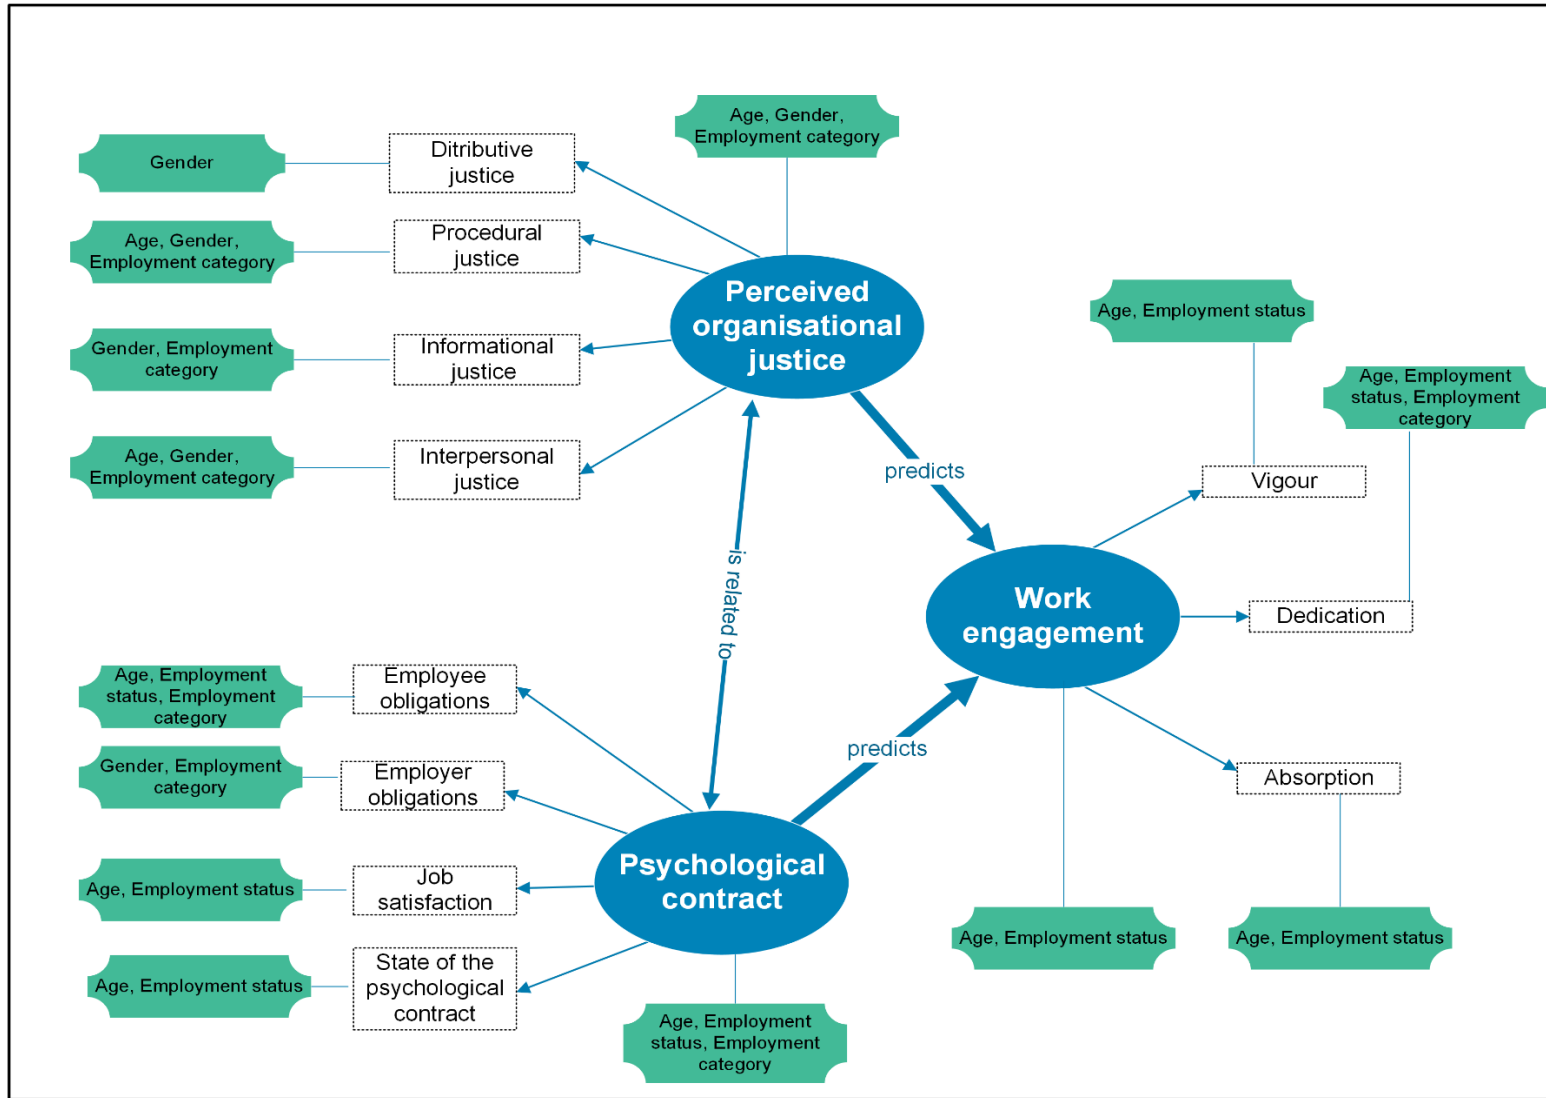 Age, Gender,
Employment category
Gender
Ditributive
justice
Age, Gender,
Employment category
Procedural
justice
Perceived
organisational
justice
Gender, Employment
category
Informational
justice
Age, Gender,
Employment category
Interpersonal
justice
Age, Employment status
Age, Employment
status, Employment
category
predicts
Vigour
is related to
Work
engagement
Dedication
Age, Employment
status, Employment
category
Employee
obligations
predicts
Gender, Employment
category
Employer
obligations
Absorption
Psychological
contract
Age, Employment status
Job
satisfaction
Age, Employment status
Age, Employment status
Age, Employment status
State of the
psychological
contract
Age, Employment
status, Employment
category